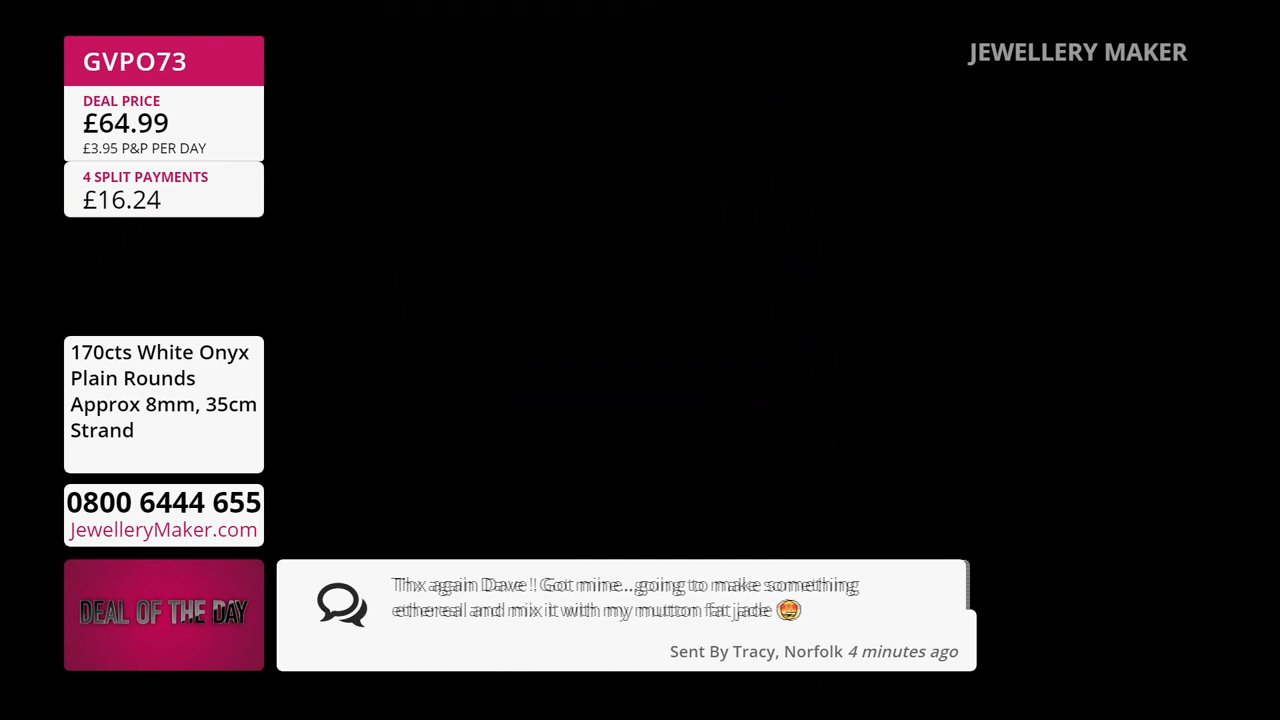 GVPO73
DEAL PRICE
£64.99
£3.95 P&P PER DAY
4 SPLIT PAYMENTS
£16.24
JEWELLERY MAKER
170cts White Onyx
Plain Rounds
Approx 8mm, 35cm
Strand
0800 6444 655
JewelleryMaker.com
DEAL OF THE DAY
Thx again Dave!! Got mine...going to make something
ethereal and mix it with my mutton fat jade
Sent By Tracy, Norfolk 4 minutes ago